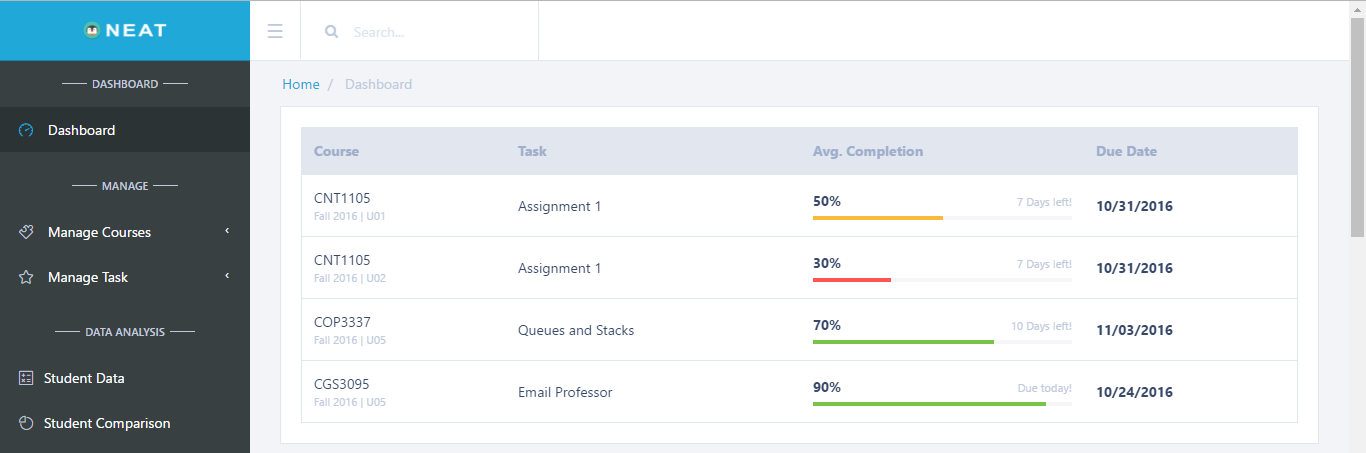 NEAT
Search...
DASHBOARD
Home / Dashboard
Dashboard
Course Task Avg. Completion Due Date
MANAGE
CNT1105
Fall 2016 | U01
Assignment 1
50% 7 Days left!
10/31/2016
Manage Courses
CNT1105
Fall 2016 | U02
Assignment 1
30% 7 Days left!
10/31/2016
Manage Task
COP3337
Fall 2016 | U05
Queues and Stacks
70% 10 Days left!
11/03/2016
DATA ANALYSIS
CGS3095
Fall 2016 | U05
Email Professor
90% Due today!
10/24/2016
Student Data
Student Comparison